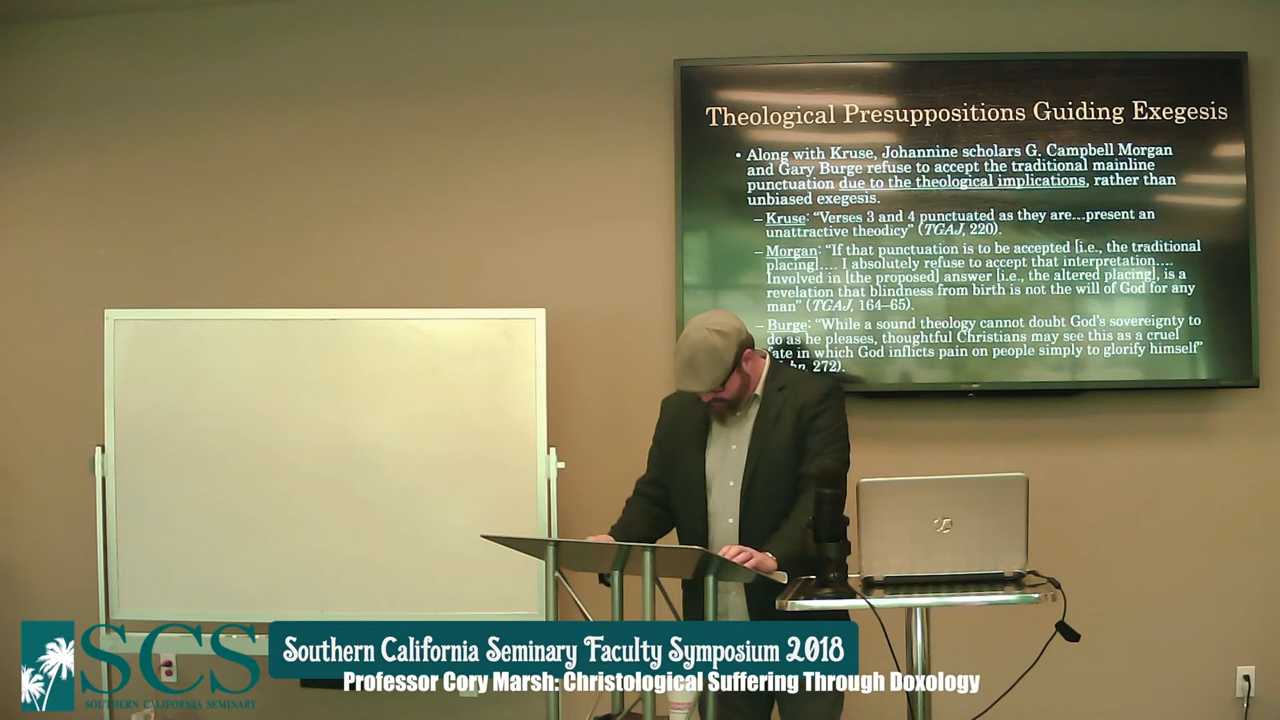 Theological Presuppositions Guiding Exegesis
• Along with Kruse, Johannine scholars G. Campbell Morgan
and Gary Burge refuse to accept the traditional mainline
punctuation due to the theological implications, rather than
unbiased exegesis.
– Kruse: “Verses 3 and 4 punctuated as they are…present an
unattractive theodicy” (TGAJ, 220).
– Morgan: “If that punctuation is to be accepted [i.e., the traditional
placing]…. I absolutely refuse to accept that interpretation….
Involved in [the proposed] answer [i.e., the altered placing], is a
revelation that blindness from birth is not the will of God for any
man” (TGAJ, 164–65).
– Burge: “While a sound theology cannot doubt God’s sovereignty to
do as he pleases, thoughtful Christians may see this as a cruel
fate in which God inflicts pain on people simply to glorify himself”
272).
SCS
SOUTHERN CALIFORNIA SEMINARY
Southern California Seminary Faculty Symposium 2018
Professor Cory Marsh: Christological Suffering Through Doxology